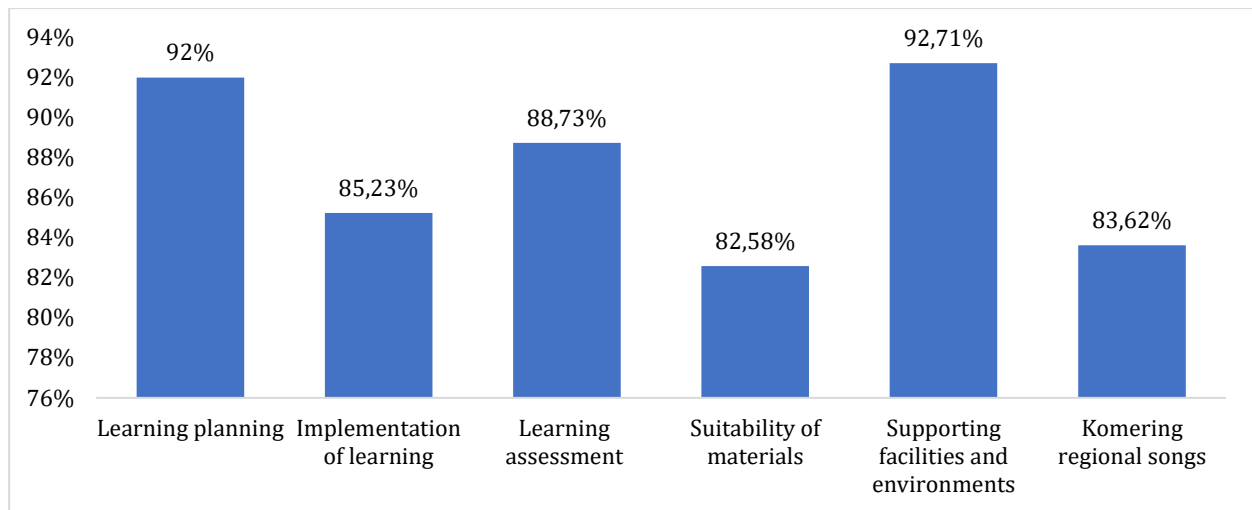 94%
92%
90%
88%
86%
84%
82%
80%
78%
76%
92%
85,23%
88,73%
82,58%
92,71%
83,62%
Learning planning
Implementation
of learning
Learning
assessment
Suitability of
materials
Supporting
facilities and
environments
Komering
regional songs